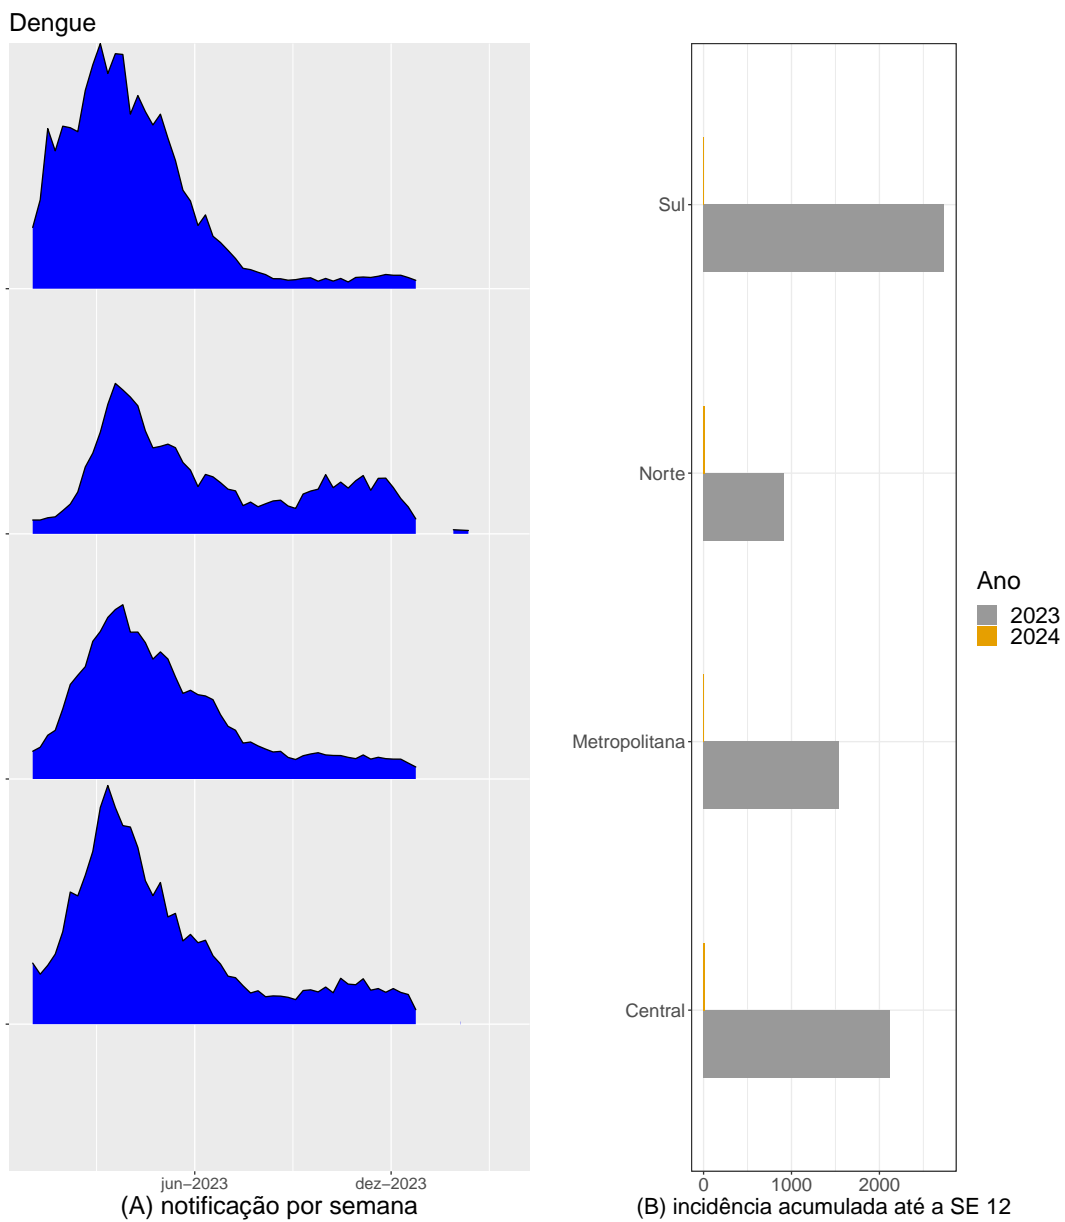 Dengue
Sul
Norte
Metropolitana
Central
jun−2023
dez−2023
(A) notificação por semana
0
1000
2000
(B) incidência acumulada até a SE 12
Ano
2023
2024